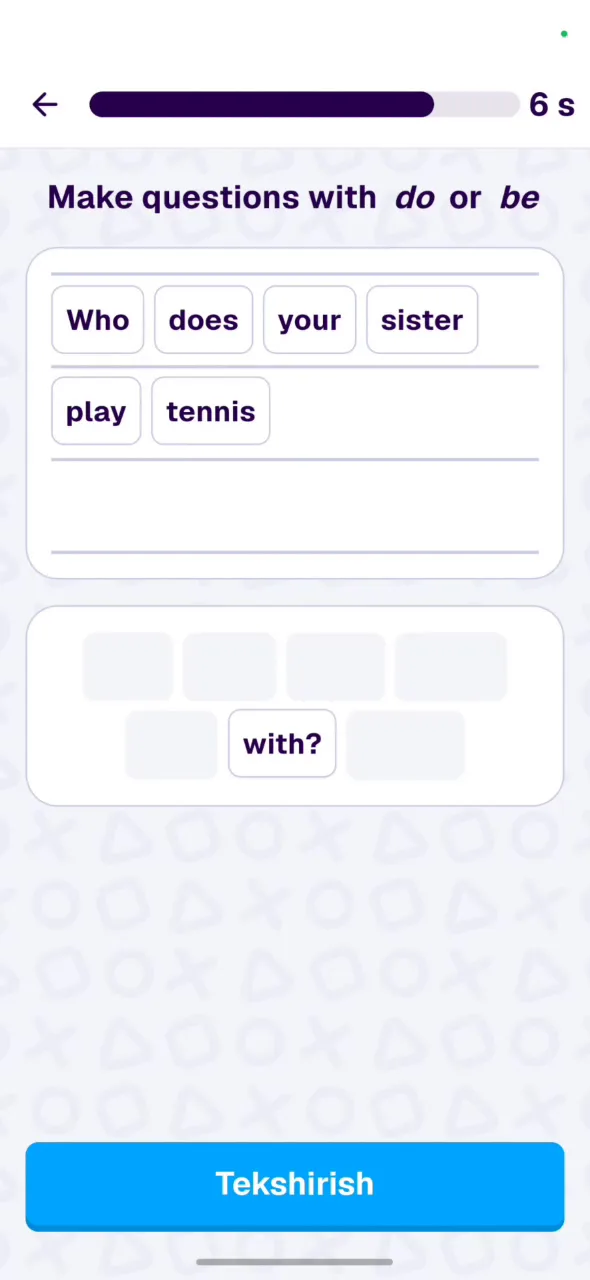 6 s
Make questions with do or be
Who does your sister
play tennis
with?
Tekshirish